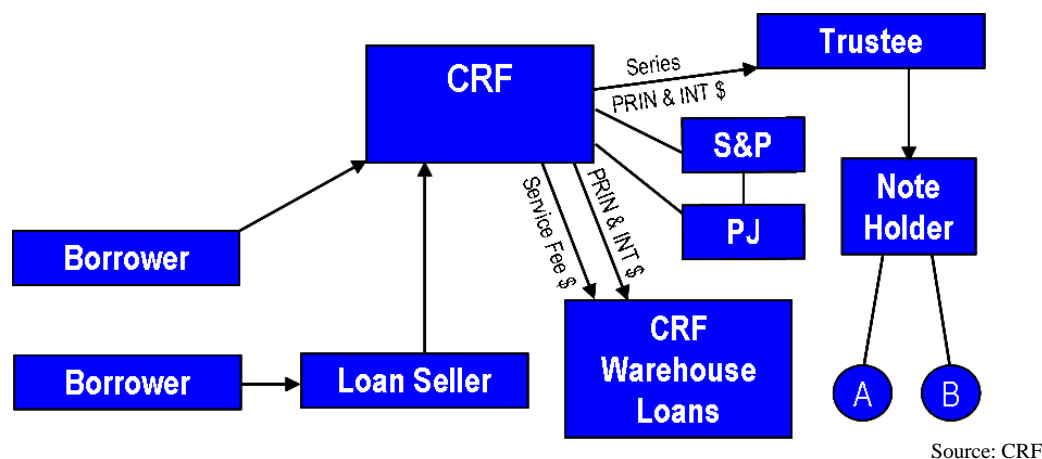 Trustee
CRF
Series
PRIN & INT $
S&P
PJ
Note
Holder
Borrower
Service Fee $
PRIN & INT $
CRF
Warehouse
Loans
Borrower
Loan Seller
A
B
Source: CRF